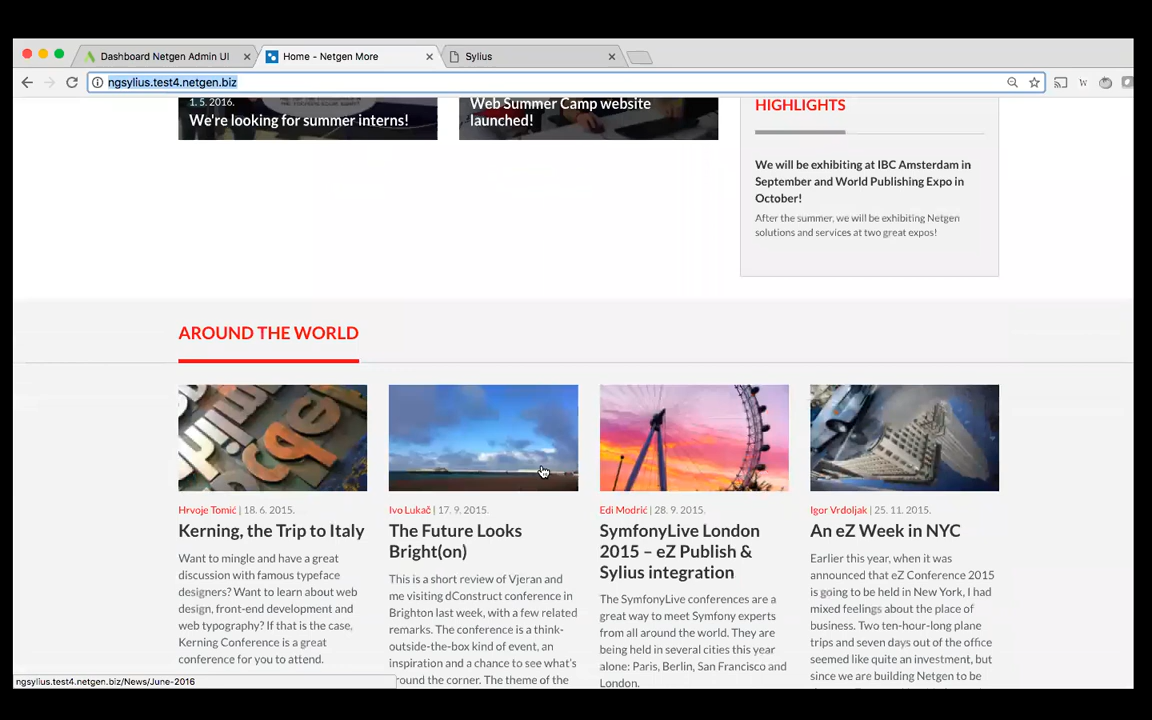 Dashboard Netgen Admin UI
Home - Netgen More
Sylius
ngsylius.test4.netgen.biz
W
1. 5. 2016.
We're looking for summer interns!
Web Summer Camp website
launched!
HIGHLIGHTS
We will be exhibiting at IBC Amsterdam in
September and World Publishing Expo in
October!
After the summer, we will be exhibiting Netgen
solutions and services at two great expos!
AROUND THE WORLD
Hrvoje Tomić | 18. 6. 2015.
Kerning, the Trip to Italy
Want to mingle and have a great
discussion with famous typeface
designers? Want to learn about web
design, front-end development and
web typography? If that is the case,
Kerning Conference is a great
conference for you to attend.
Ivo Lukač | 17. 9. 2015.
The Future Looks
Bright(on)
This is a short review of Vjeran and
me visiting dConstruct conference in
Brighton last week, with a few related
remarks. The conference is a think-
outside-the-box kind of event, an
inspiration and a chance to see what's
around the corner. The theme of the
Edi Modrić | 28. 9. 2015.
SymfonyLive London
2015 – eZ Publish &
Sylius integration
The SymfonyLive conferences are a
great way to meet Symfony experts
from all around the world. They are
being held in several cities this year
alone: Paris, Berlin, San Francisco and
London.
Igor Vrdoljak | 25. 11. 2015.
An eZ Week in NYC
Earlier this year, when it was
announced that eZ Conference 2015
is going to be held in New York, I had
mixed feelings about the place of
business. Two ten-hour-long plane
trips and seven days out of the office
seemed like quite an investment, but
since we are building Netgen to be
ngsylius.test4.netgen.biz/News/June-2016